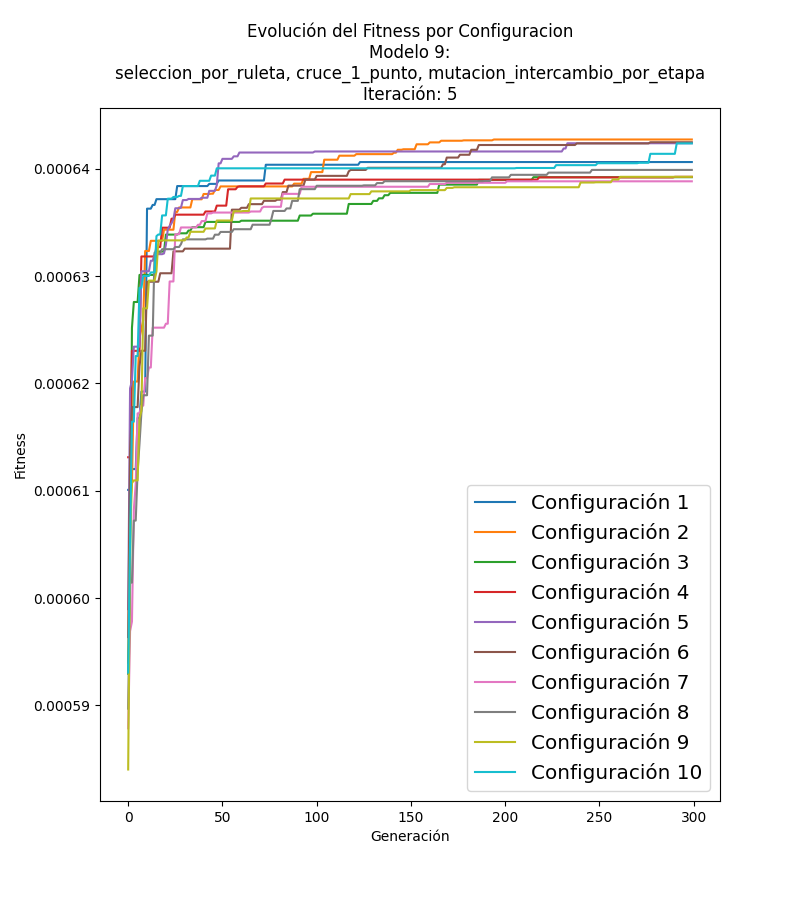 Evolución del Fitness por Configuracion
Modelo 9:
seleccion_por_ruleta, cruce_1_punto, mutacion_intercambio_por_etapa
Iteración: 5
Fitness
0.00064
0.00063
0.00062
0.00061
0.00060
0.00059
Configuración 1
Configuración 2
Configuración 3
Configuración 4
Configuración 5
Configuración 6
Configuración 7
Configuración 8
Configuración 9
Configuración 10
0 50 100 150 200 250 300
Generación